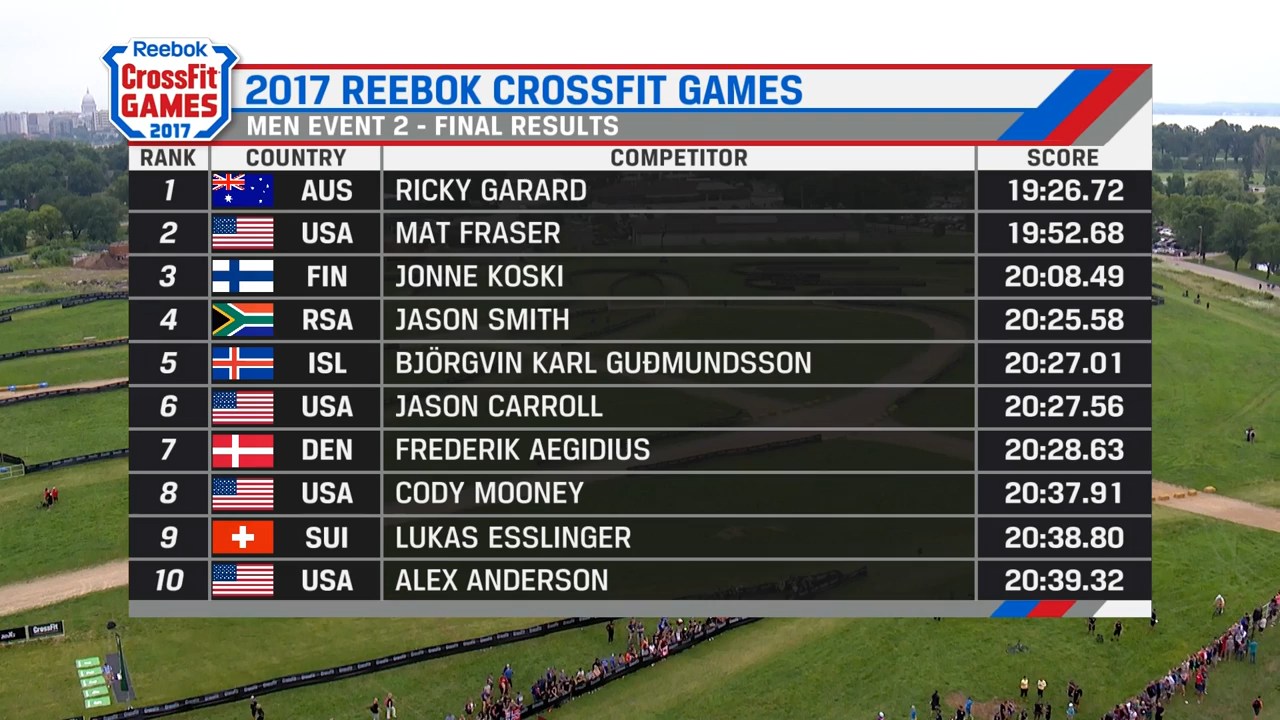 Reebok
CrossFit
GAMES
2017
2017 REEBOK CROSSFIT GAMES
MEN EVENT 2 - FINAL RESULTS
RANK COUNTRY COMPETITOR SCORE
1 AUS RICKY GARARD 19:26.72
2 USA MAT FRASER 19:52.68
3 FIN JONNE KOSKI 20:08.49
4 RSA JASON SMITH 20:25.58
5 ISL BJÖRGVIN KARL GUÐMUNDSSON 20:27.01
6 USA JASON CARROLL 20:27.56
7 DEN FREDERIK AEGIDIUS 20:28.63
8 USA CODY MOONEY 20:37.91
9 SUI LUKAS ESSLINGER 20:38.80
10 USA ALEX ANDERSON 20:39.32
CrossFit